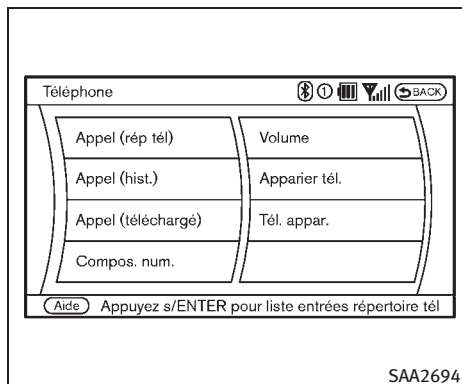 Téléphone
1 BACK
Appel (rép tél)
Volume
Appel (hist.)
Apparier tél.
Appel (téléchargé)
Tél. appar.
Compos. num.
Aide Appuyez s/ENTER pour liste entrées répertoire tél
SAA2694